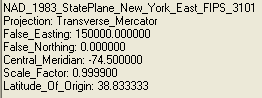 NAD_1983_StatePlane_New_York_East_FIPS_3101
Projection: Transverse_Mercator
False_Easting: 150000.000000
False_Northing: 0.000000
Central_Meridian: -74.500000
Scale_Factor: 0.999900
Latitude_Of_Origin: 38.833333